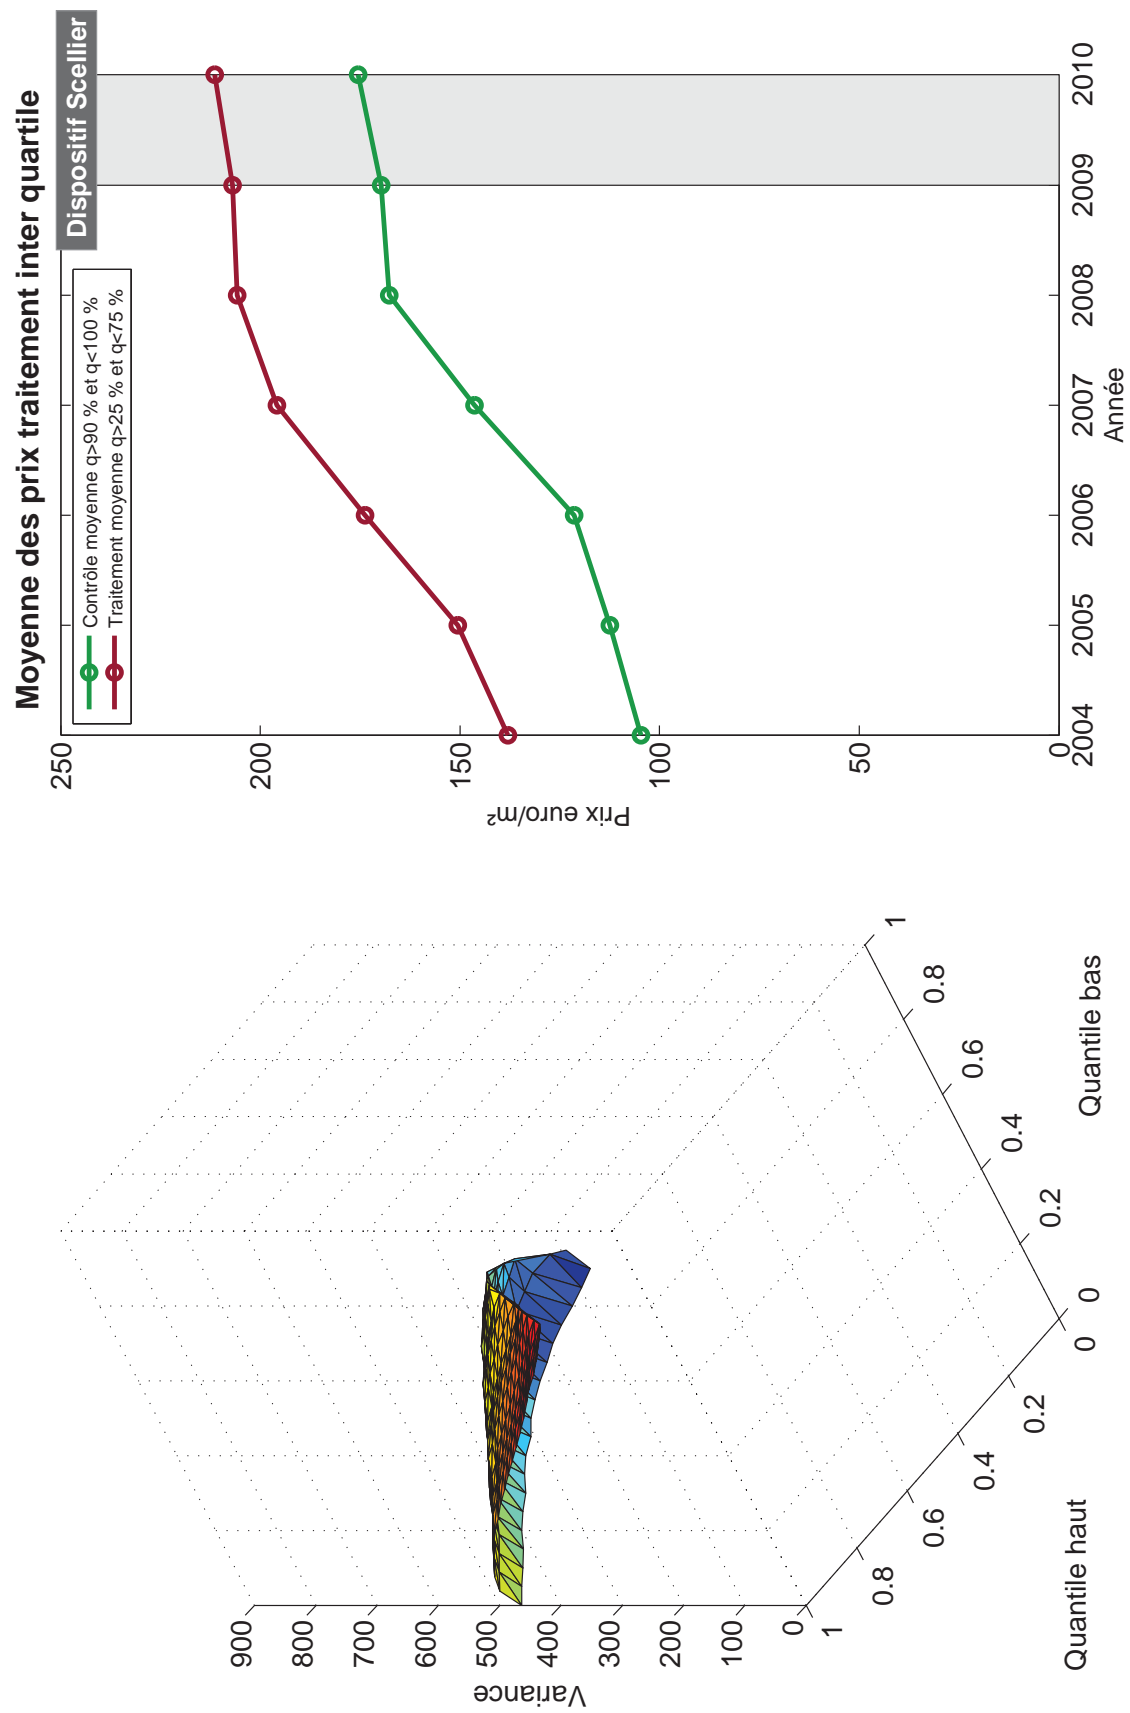 Variance
900
800
700
600
500
400
300
200
100
0
1
0.8
0.6
0.4
0.2
0
Quantile haut
0
0.2
0.4
0.6
0.8
1
Quantile bas
Moyenne des prix traitement inter quartile
Dispositif Scellier
Contrôle moyenne q>90 % et q<100 %
Traitement moyenne q>25 % et q<75 %
Prix euro/m²
250
200
150
100
50
0
2004 2005 2006 2007 2008 2009 2010
Année